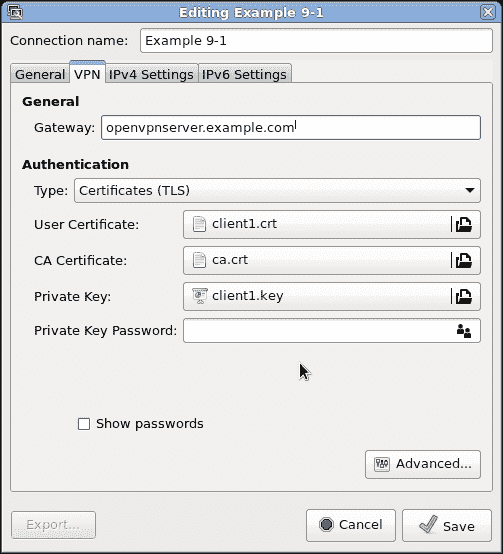 Editing Example 9-1
Connection name: Example 9-1
General VPN IPv4 Settings IPv6 Settings
General
Gateway: openvpnserver.example.com
Authentication
Type: Certificates (TLS)
User Certificate: client1.crt
CA Certificate: ca.crt
Private Key: client1.key
Private Key Password:
Show passwords
Advanced...
Export... Cancel Save